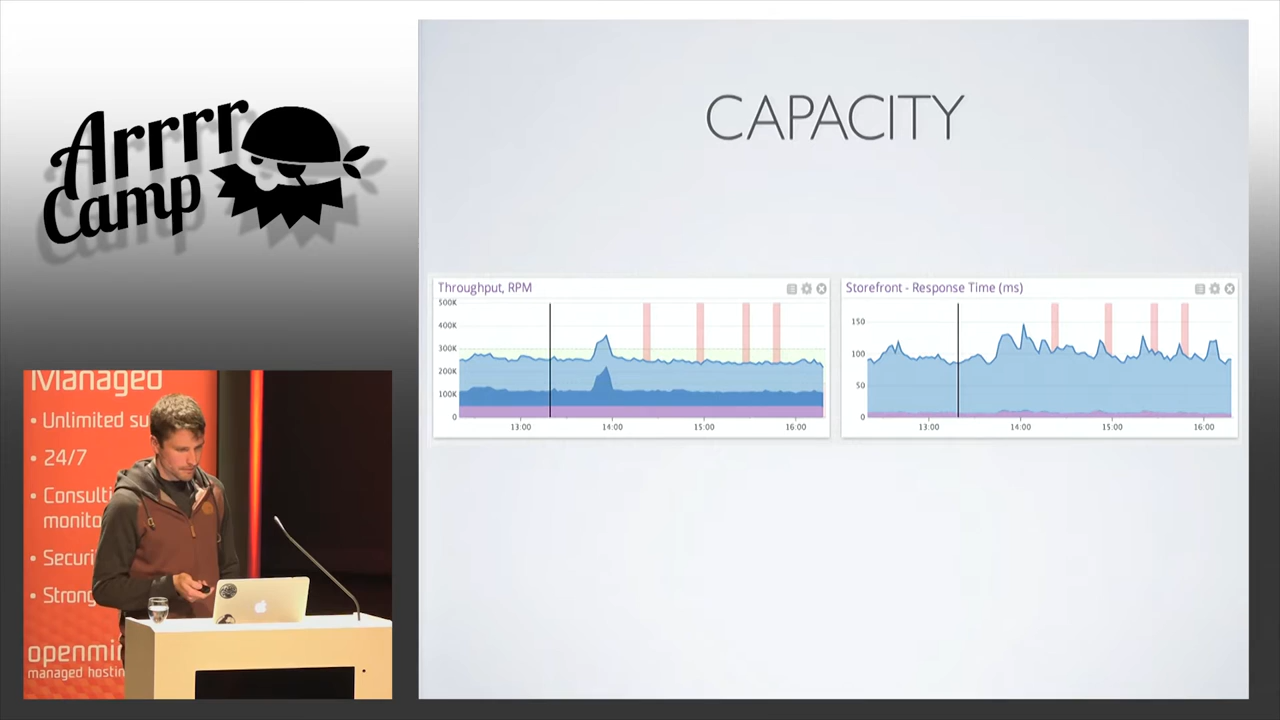 Arrrr
Camp
CAPACITY
Throughput, RPM
500K
400K
300K
200K
100K
0
13:00
14:00
15:00
16:00
Storefront - Response Time (ms)
150
100
50
0
13:00
14:00
15:00
16:00
Managed
• Unlimited su
• 24/7
• Consulti
monito
• Securi
• Strong
openmin
managed hostin